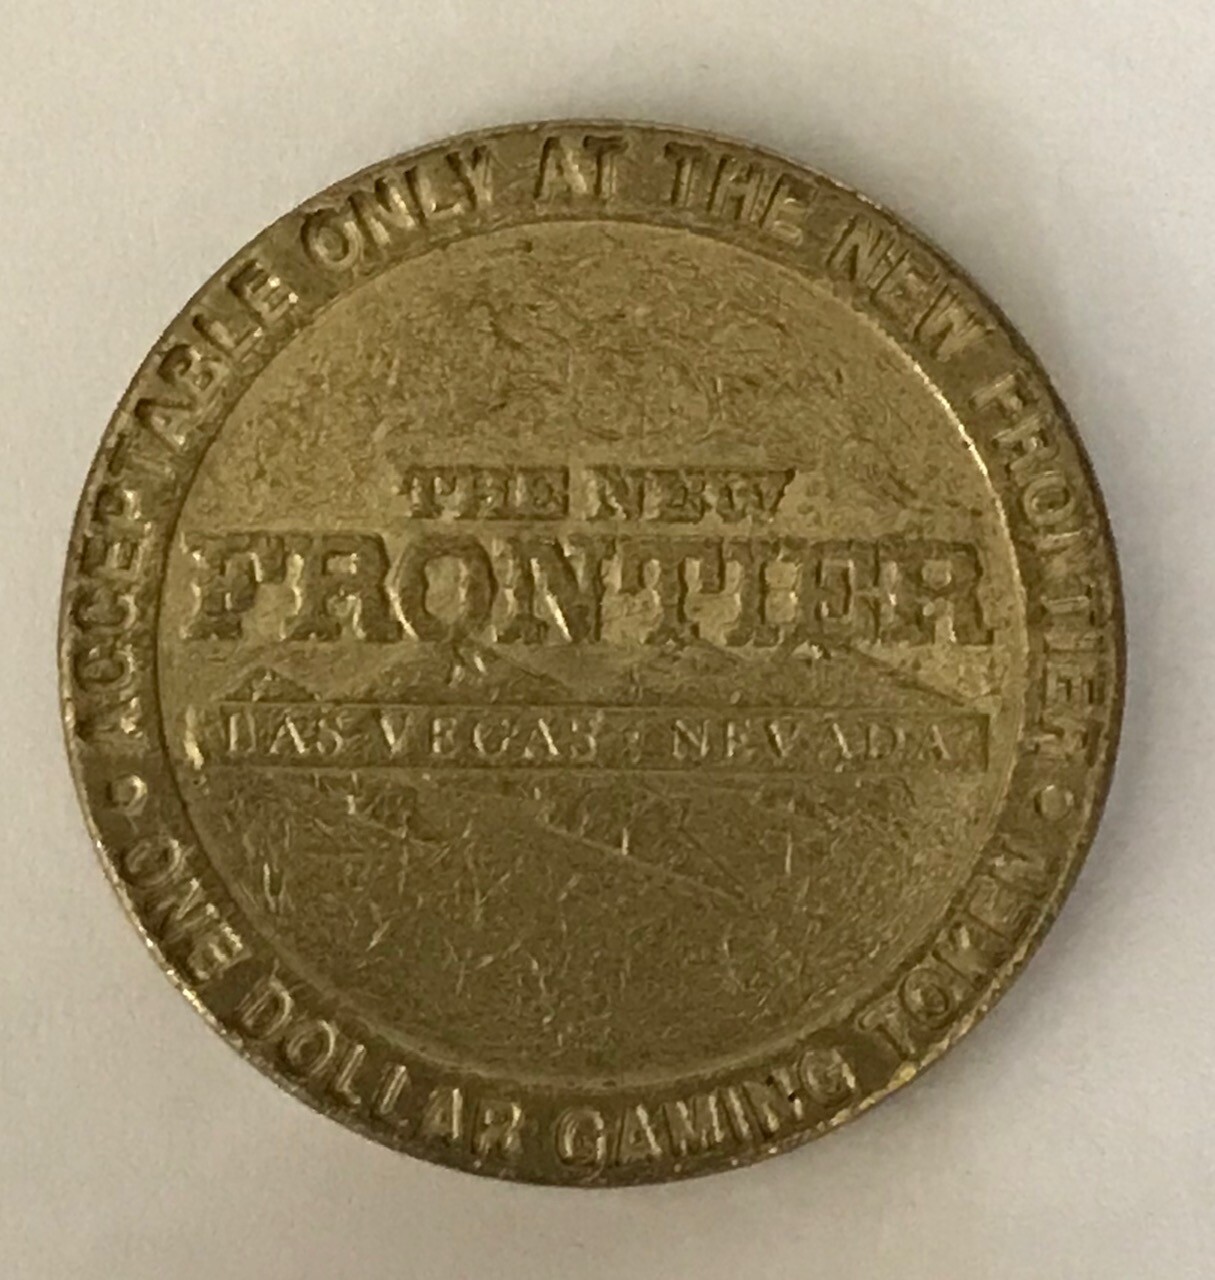 ACCEPTABLE ONLY AT THE NEW FRONTIER
THE NEW
FRONTIER
LAS VEGAS NEVADA
ONE DOLLAR GAMING TOKEN